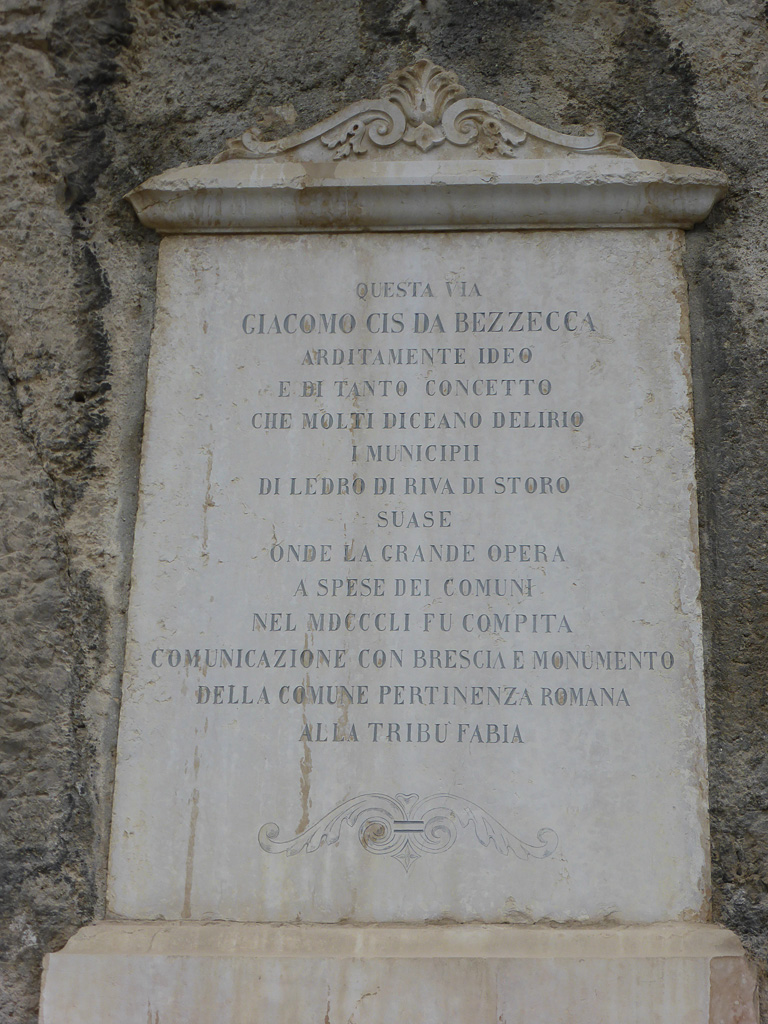 QUESTA VIA
GIACOMO CIS DA BEZZECCA
ARDITAMENTE IDEO
E DI TANTO CONCETTO
CHE MOLTI DICEANO DELIRIO
I MUNICIPII
DI LEDRO DI RIVA DI STORO
SUASE
ONDE LA GRANDE OPERA
A SPESE DEI COMUNI
NEL MDCCCLI FU COMPITA
COMUNICAZIONE CON BRESCIA E MONUMENTO
DELLA COMUNE PERTINENZA ROMANA
ALLA TRIBU' FABIA